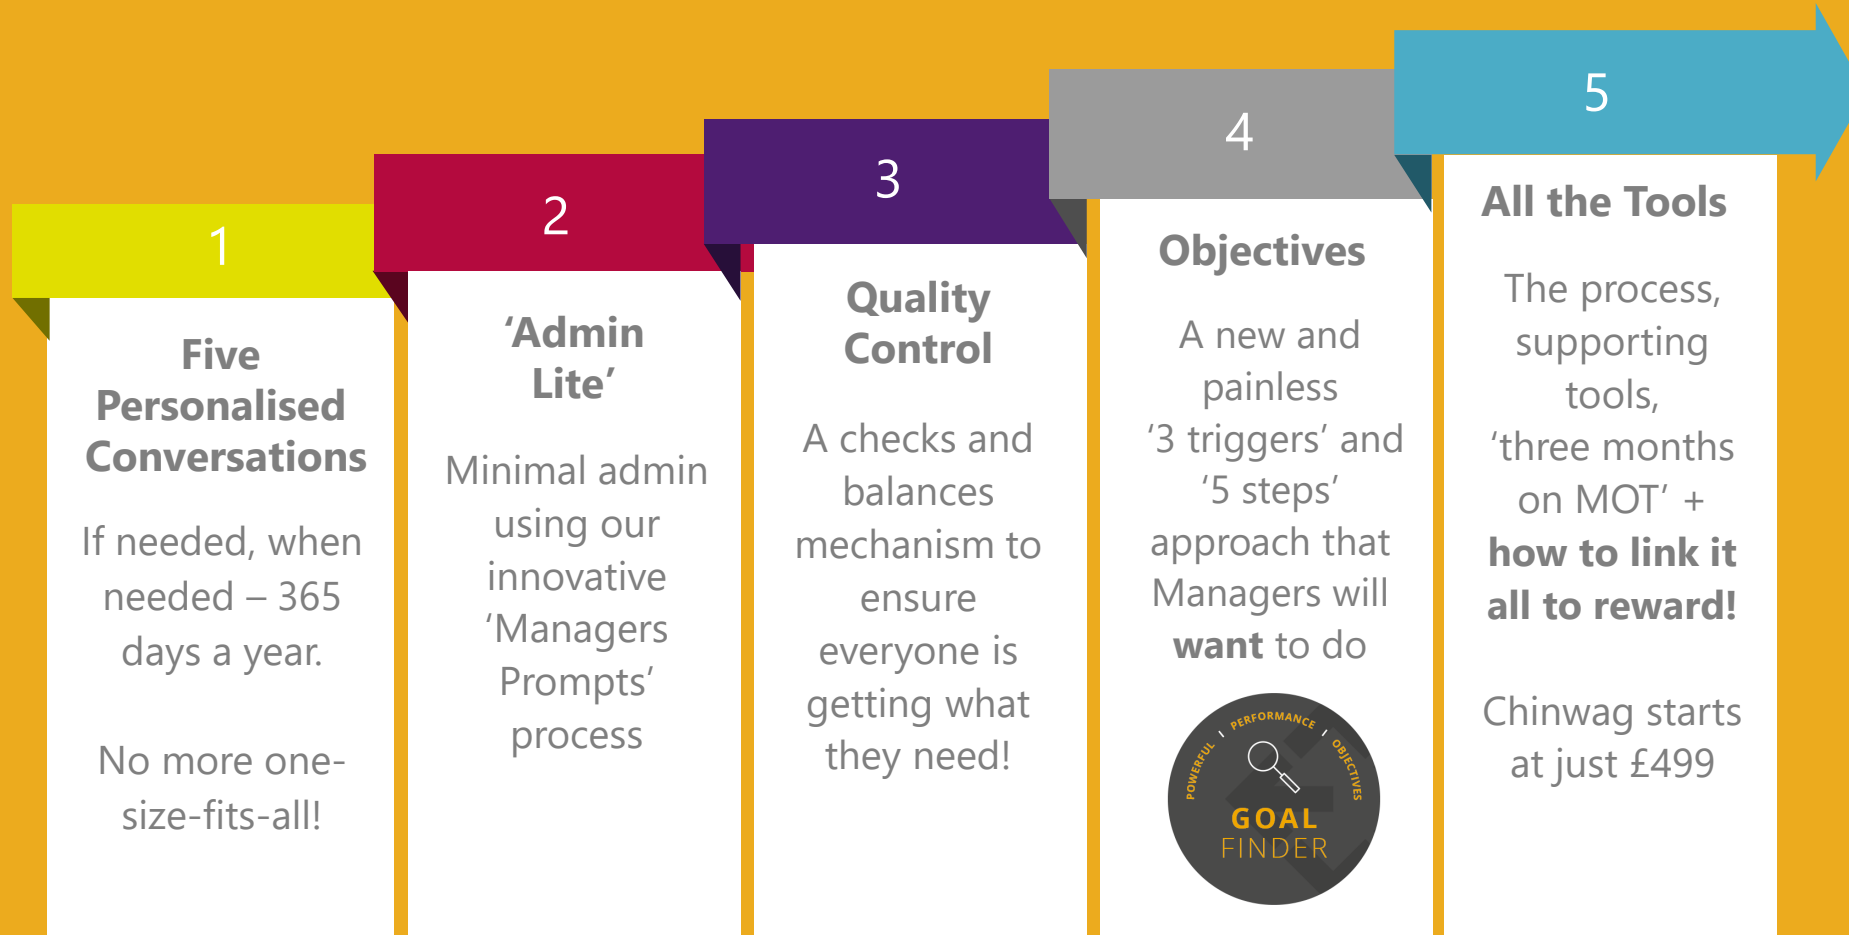 1
Five
Personalised
Conversations
If needed, when
needed – 365
days a year.
No more one-
size-fits-all!
2
‘Admin
Lite’
Minimal admin
using our
innovative
‘Managers
Prompts’
process
3
Quality
Control
A checks and
balances
mechanism to
ensure
everyone is
getting what
they need!
4
Objectives
A new and
painless
‘3 triggers’ and
‘5 steps’
approach that
Managers will
want to do
POWERFUL | PERFORMANCE | OBJECTIVES
GOAL
FINDER
5
All the Tools
The process,
supporting
tools,
‘three months
on MOT’ +
how to link it
all to reward!
Chinwag starts
at just £499